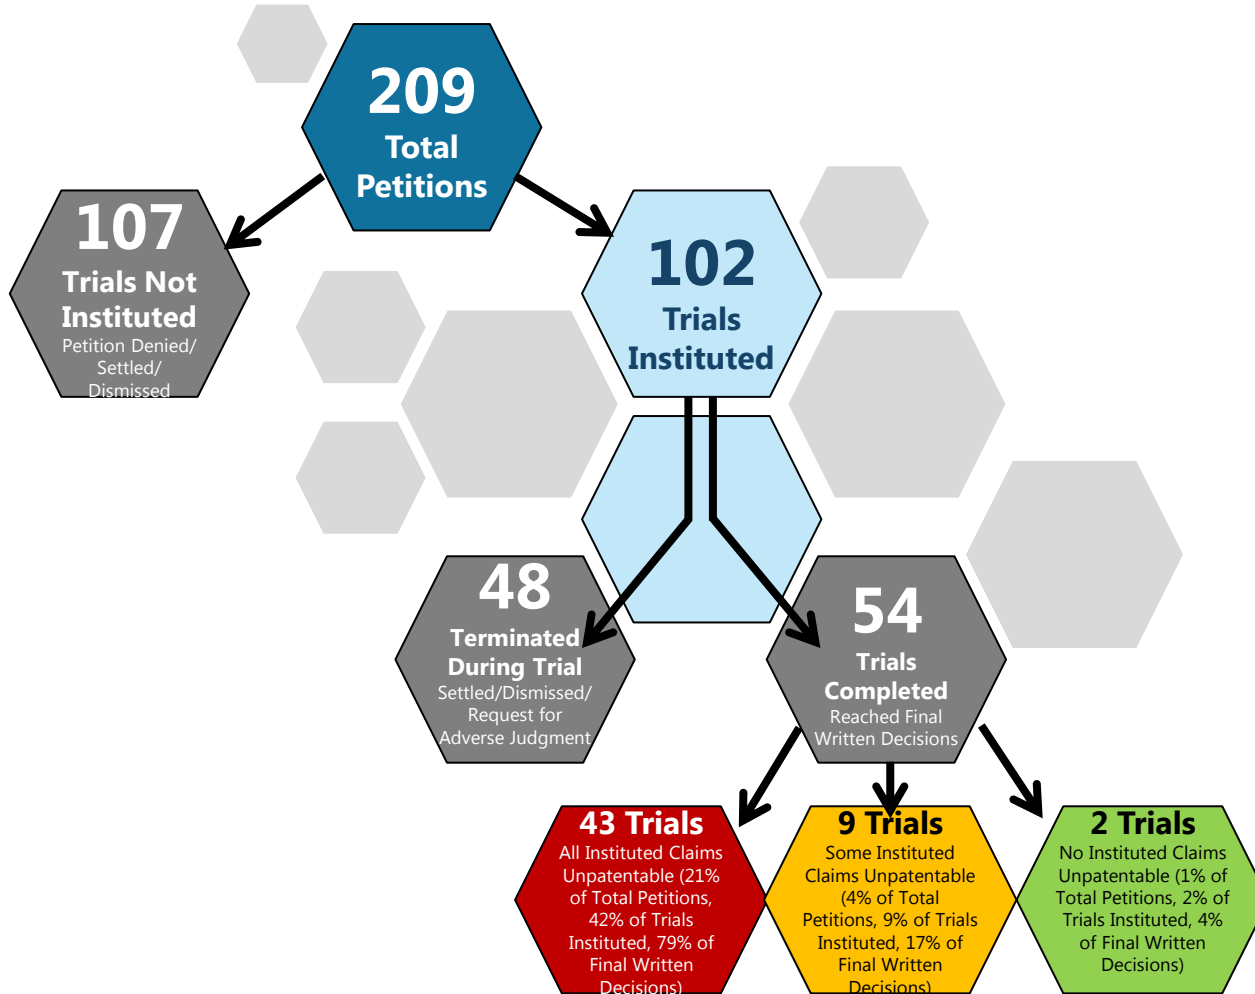 209
Total
Petitions
107
Trials Not
Instituted
Petition Denied/
Settled/
Dismissed
102
Trials
Instituted
48
Terminated
During Trial
Settled/Dismissed/
Request for
Adverse Judgment
54
Trials
Completed
Reached Final
Written Decisions
43 Trials
All Instituted Claims
Unpatentable (21%
of Total Petitions,
42% of Trials
Instituted, 79% of
Final Written
Decisions)
9 Trials
Some Instituted
Claims Unpatentable
(4% of Total
Petitions, 9% of Trials
Instituted, 17% of
Final Written
Decisions)
2 Trials
No Instituted Claims
Unpatentable (1% of
Total Petitions, 2% of
Trials Instituted, 4%
of Final Written
Decisions)